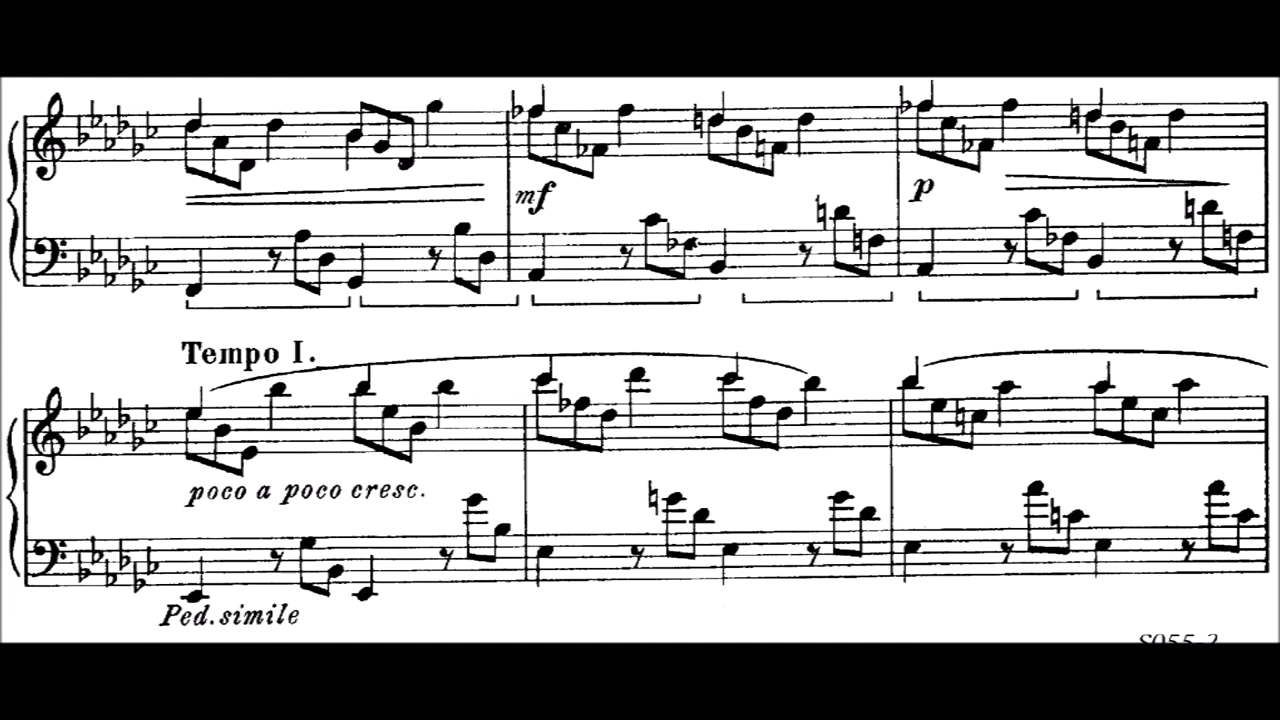 mf
p
Tempo I.
poco a poco cresc.
Ped. simile